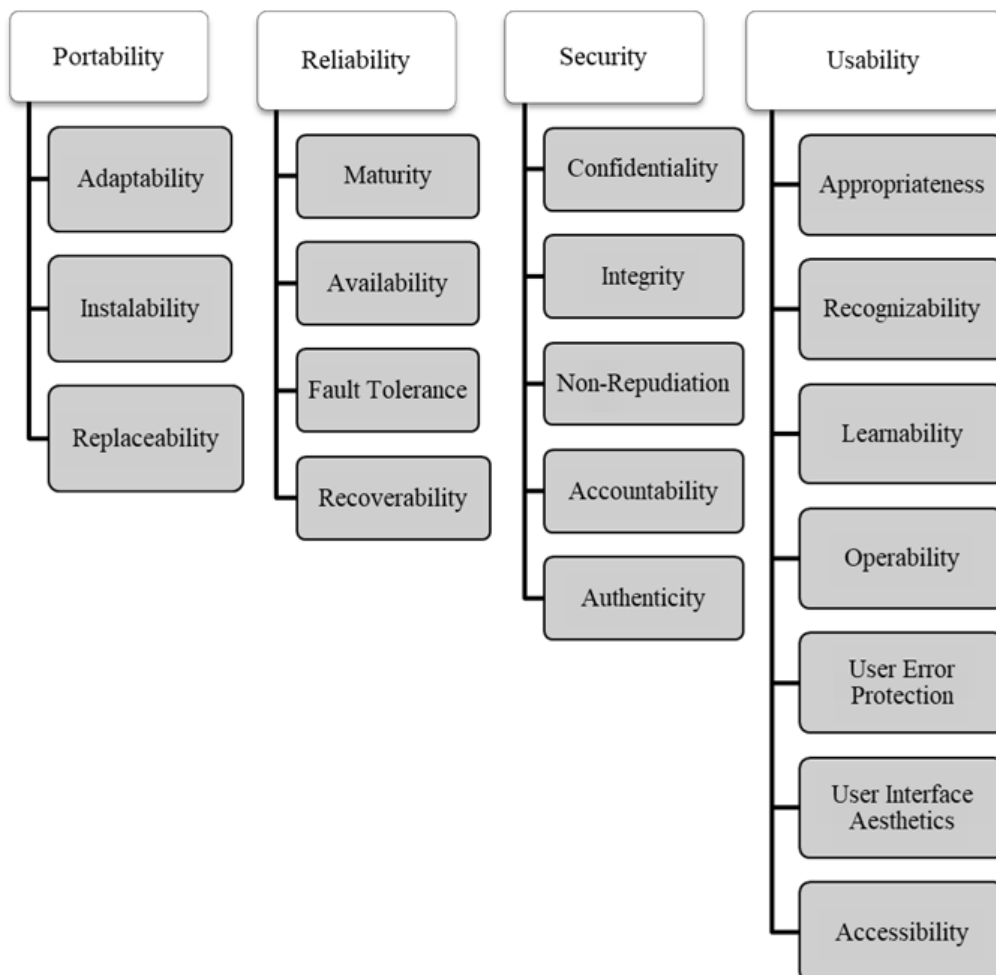 Portability
Adaptability
Instalability
Replaceability
Reliability
Maturity
Availability
Fault Tolerance
Recoverability
Security
Confidentiality
Integrity
Non-Repudiation
Accountability
Authenticity
Usability
Appropriateness
Recognizability
Learnability
Operability
User Error
Protection
User Interface
Aesthetics
Accessibility